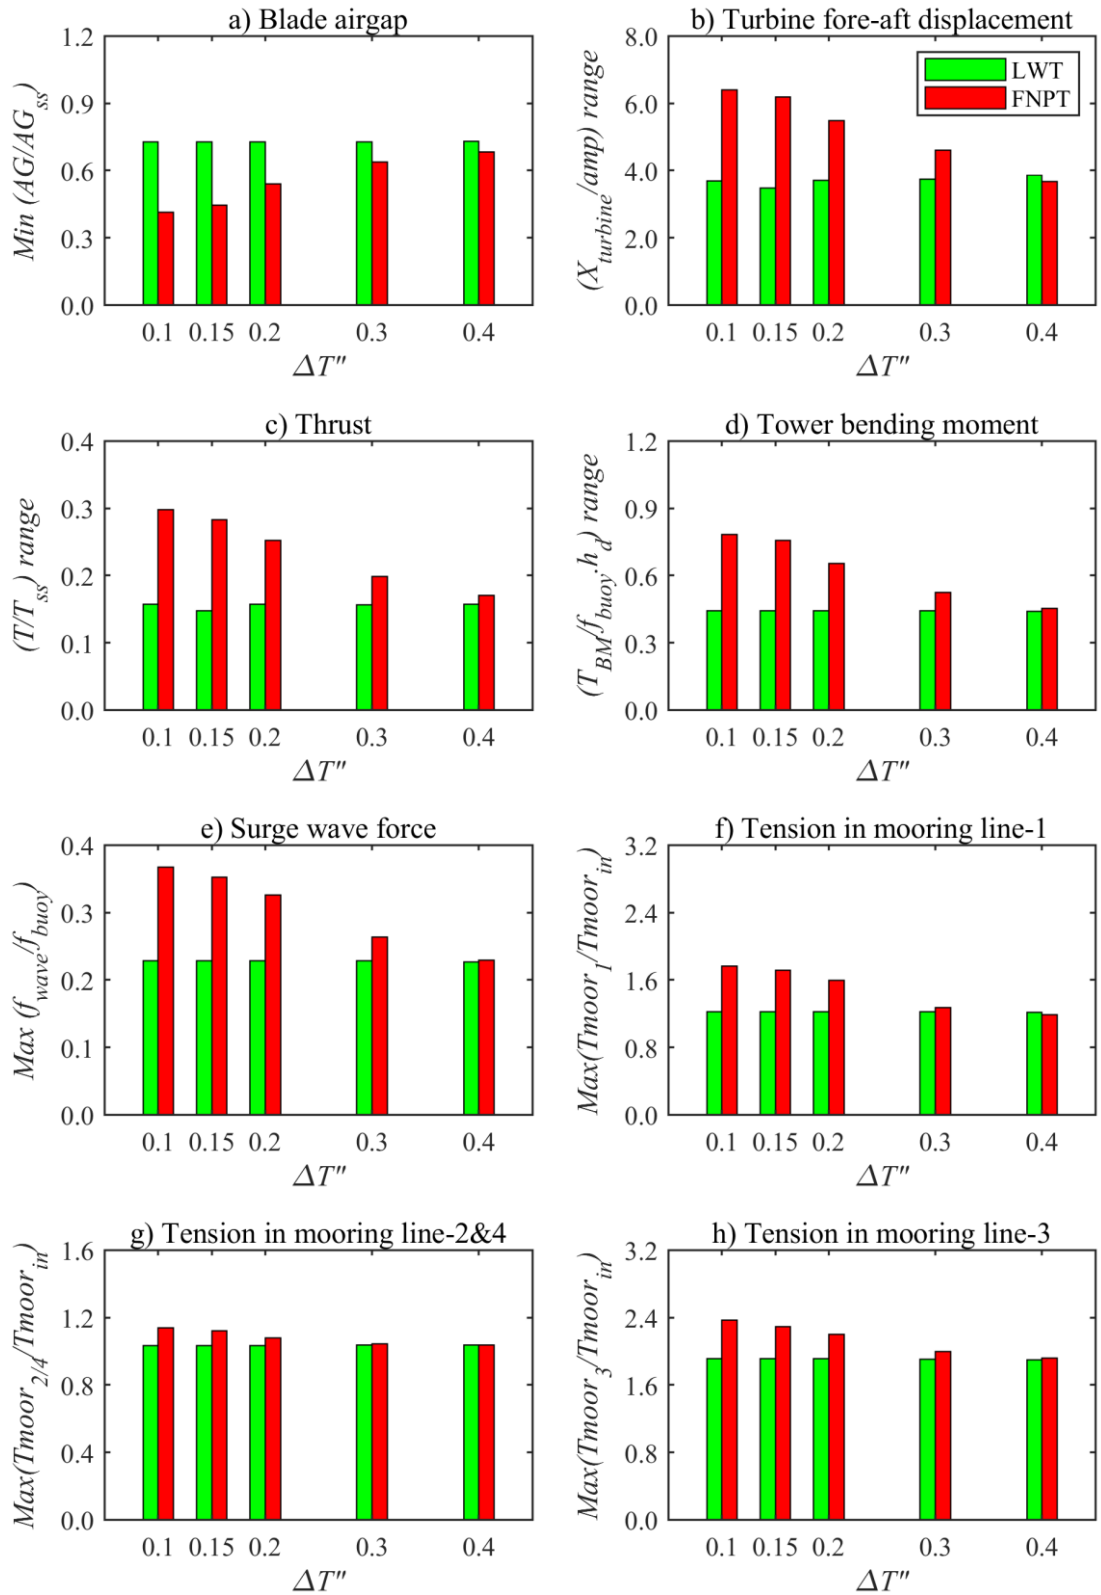 a) Blade airgap
Min (AG/AG_ss)
1.2
0.9
0.6
0.3
0.0
0.1 0.15 0.2 0.3 0.4
ΔT″
b) Turbine fore-aft displacement
(X_turbine/amp) range
8.0
6.0
4.0
2.0
0.0
LWT
FNPT
0.1 0.15 0.2 0.3 0.4
ΔT″
c) Thrust
(T/T_ss) range
0.4
0.3
0.2
0.1
0.0
0.1 0.15 0.2 0.3 0.4
ΔT″
d) Tower bending moment
(T_BM/f_buoy.h_d) range
1.2
0.9
0.6
0.3
0.0
0.1 0.15 0.2 0.3 0.4
ΔT″
e) Surge wave force
Max (f_wave/f_buoy)
0.4
0.3
0.2
0.1
0.0
0.1 0.15 0.2 0.3 0.4
ΔT″
f) Tension in mooring line-1
Max(Tmoor_1/Tmoor_in)
3.2
2.4
1.6
0.8
0.0
0.1 0.15 0.2 0.3 0.4
ΔT″
g) Tension in mooring line-2&4
Max(Tmoor_2/4/Tmoor_in)
1.6
1.2
0.8
0.4
0.0
0.1 0.15 0.2 0.3 0.4
ΔT″
h) Tension in mooring line-3
Max(Tmoor_3/Tmoor_in)
3.2
2.4
1.6
0.8
0.0
0.1 0.15 0.2 0.3 0.4
ΔT″